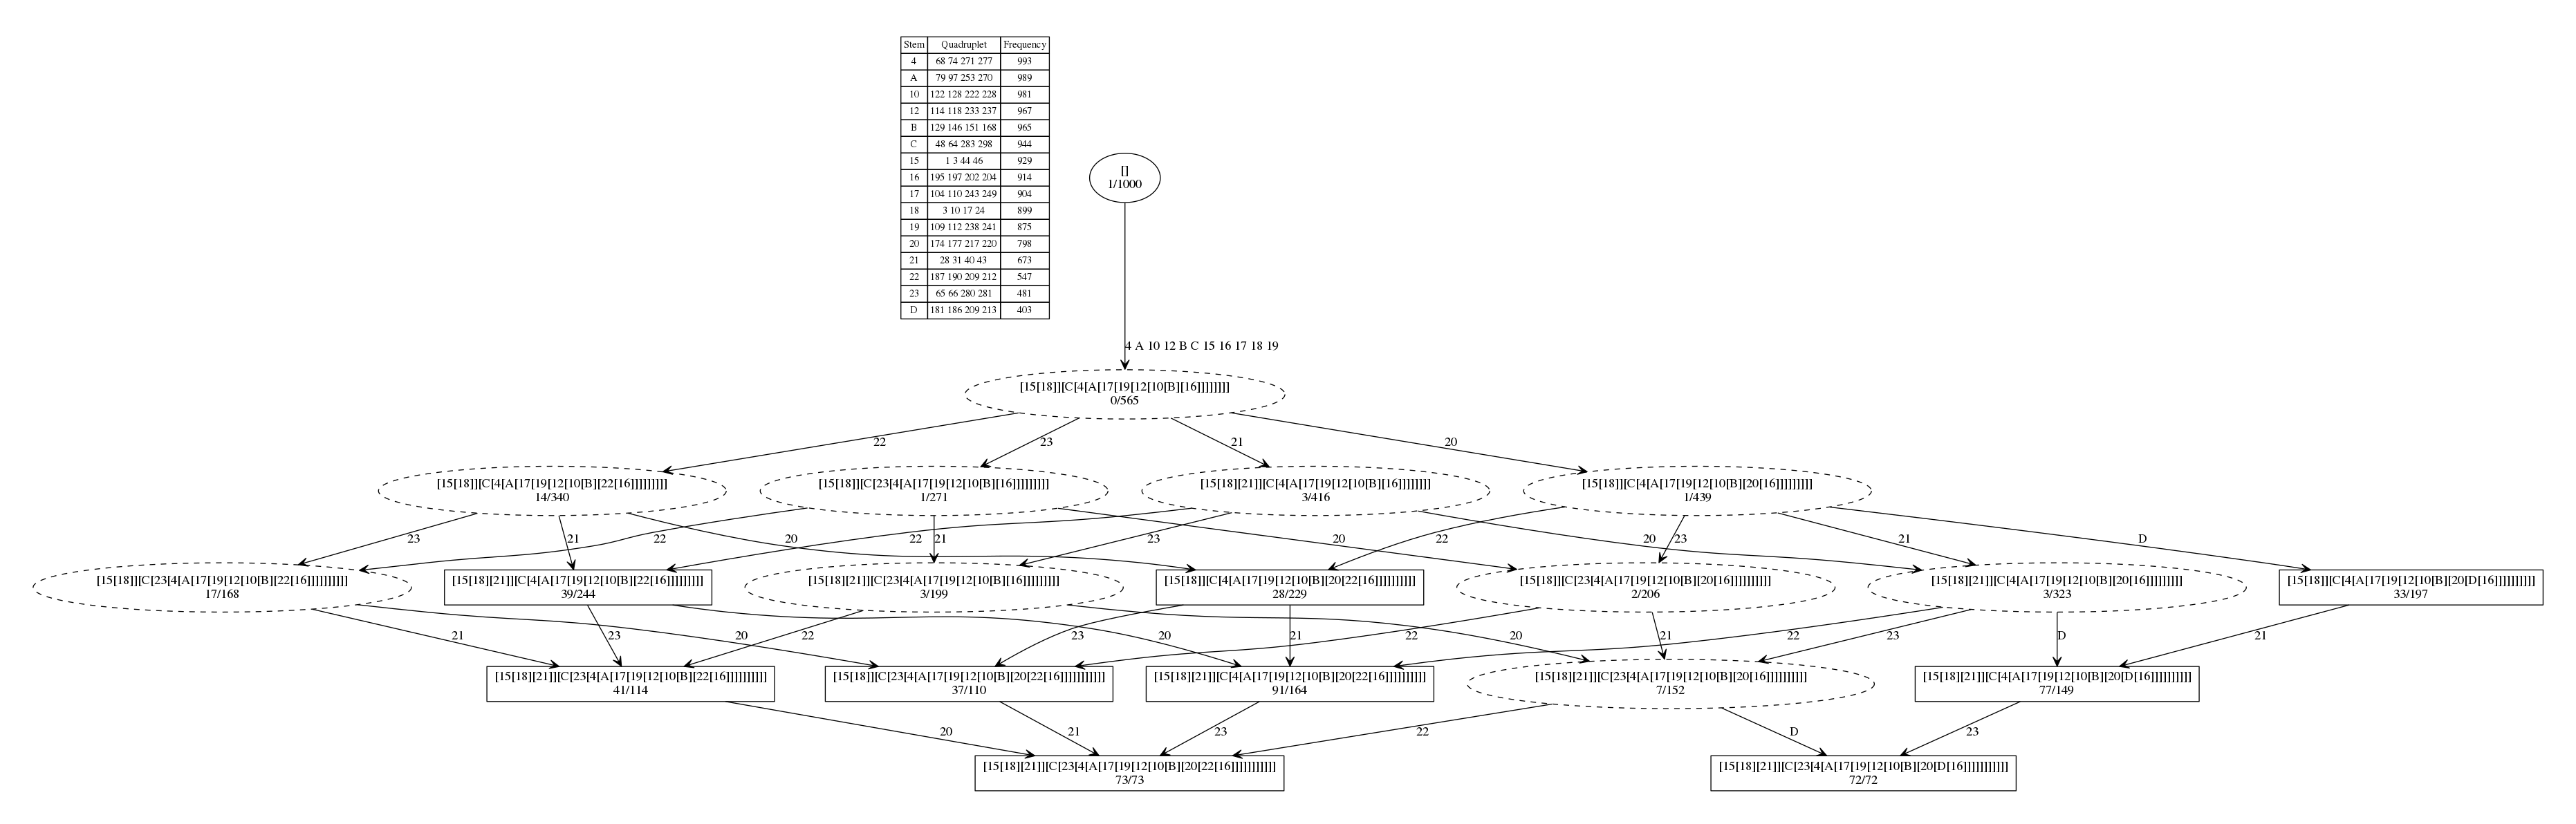 Stem Quadruplet Frequency
4 68 74 271 277 993
A 79 97 253 270 989
10 122 128 222 228 981
12 114 118 233 237 967
B 129 146 151 168 965
C 48 64 283 298 944
15 1 3 44 46 929
16 195 197 202 204 914
17 104 110 243 249 904
18 3 10 17 24 899
19 109 112 238 241 875
20 174 177 217 220 798
21 28 31 40 43 673
22 187 190 209 212 547
23 65 66 280 281 481
D 181 186 209 213 403
[]
1/1000
4 A 10 12 B C 15 16 17 18 19
[15[18]][C[4[A[17[19[12[10[B][16]]]]]]]]
0/565
22 23 21 20
[15[18]][C[4[A[17[19[12[10[B][22[16]]]]]]]]]
14/340
[15[18]][C[23[4[A[17[19[12[10[B][16]]]]]]]]]
1/271
[15[18][21]][C[4[A[17[19[12[10[B][16]]]]]]]]
3/416
[15[18]][C[4[A[17[19[12[10[B][20[16]]]]]]]]]
1/439
23 21 22 20 22 21 23 20 22 23 20 21 D
[15[18]][C[23[4[A[17[19[12[10[B][22[16]]]]]]]]]]
17/168
[15[18][21]][C[4[A[17[19[12[10[B][22[16]]]]]]]]]
39/244
[15[18][21]][C[23[4[A[17[19[12[10[B][16]]]]]]]]]
3/199
[15[18]][C[4[A[17[19[12[10[B][20[22[16]]]]]]]]]]
28/229
[15[18]][C[23[4[A[17[19[12[10[B][20[16]]]]]]]]]]
2/206
[15[18][21]][C[4[A[17[19[12[10[B][20[16]]]]]]]]]
3/323
[15[18]][C[4[A[17[19[12[10[B][20[D[16]]]]]]]]]]
33/197
21 23 20 22 23 20 21 22 20 21 22 23 D 21
[15[18][21]][C[23[4[A[17[19[12[10[B][22[16]]]]]]]]]]
41/114
[15[18]][C[23[4[A[17[19[12[10[B][20[22[16]]]]]]]]]]]
37/110
[15[18][21]][C[4[A[17[19[12[10[B][20[22[16]]]]]]]]]]
91/164
[15[18][21]][C[23[4[A[17[19[12[10[B][20[16]]]]]]]]]]
7/152
[15[18][21]][C[4[A[17[19[12[10[B][20[D[16]]]]]]]]]]
77/149
20 21 23 22 D 23
[15[18][21]][C[23[4[A[17[19[12[10[B][20[22[16]]]]]]]]]]]
73/73
[15[18][21]][C[23[4[A[17[19[12[10[B][20[D[16]]]]]]]]]]]
72/72